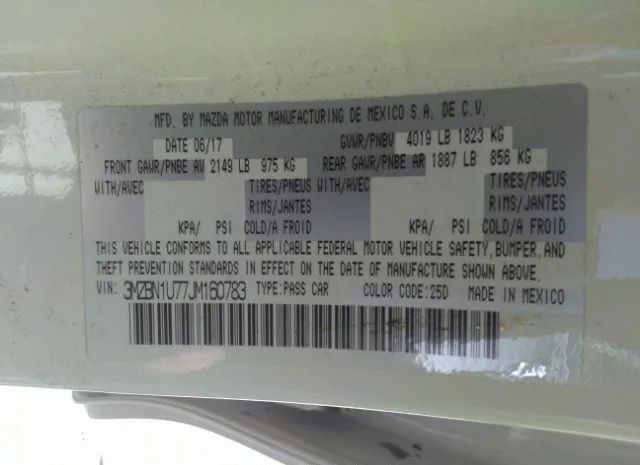 MFD. BY MAZDA MOTOR MANUFACTURING DE MEXICO S.A. DE C.V.
DATE 06/17 GVWR/PNBV 4019 LB 1823 KG
FRONT GAWR/PNBE AV 2149 LB 975 KG REAR GAWR/PNBE AR 1887 LB 856 KG
WITH/AVEC TIRES/PNEUS WITH/AVEC TIRES/PNEUS
RIMS/JANTES RIMS/JANTES
KPA/ PSI COLD/A FROID KPA/ PSI COLD/A FROID
THIS VEHICLE CONFORMS TO ALL APPLICABLE FEDERAL MOTOR VEHICLE SAFETY, BUMPER, AND
THEFT PREVENTION STANDARDS IN EFFECT ON THE DATE OF MANUFACTURE SHOWN ABOVE.
VIN: 3MZBN1U77JM160783 TYPE:PASS CAR COLOR CODE:25D MADE IN MEXICO